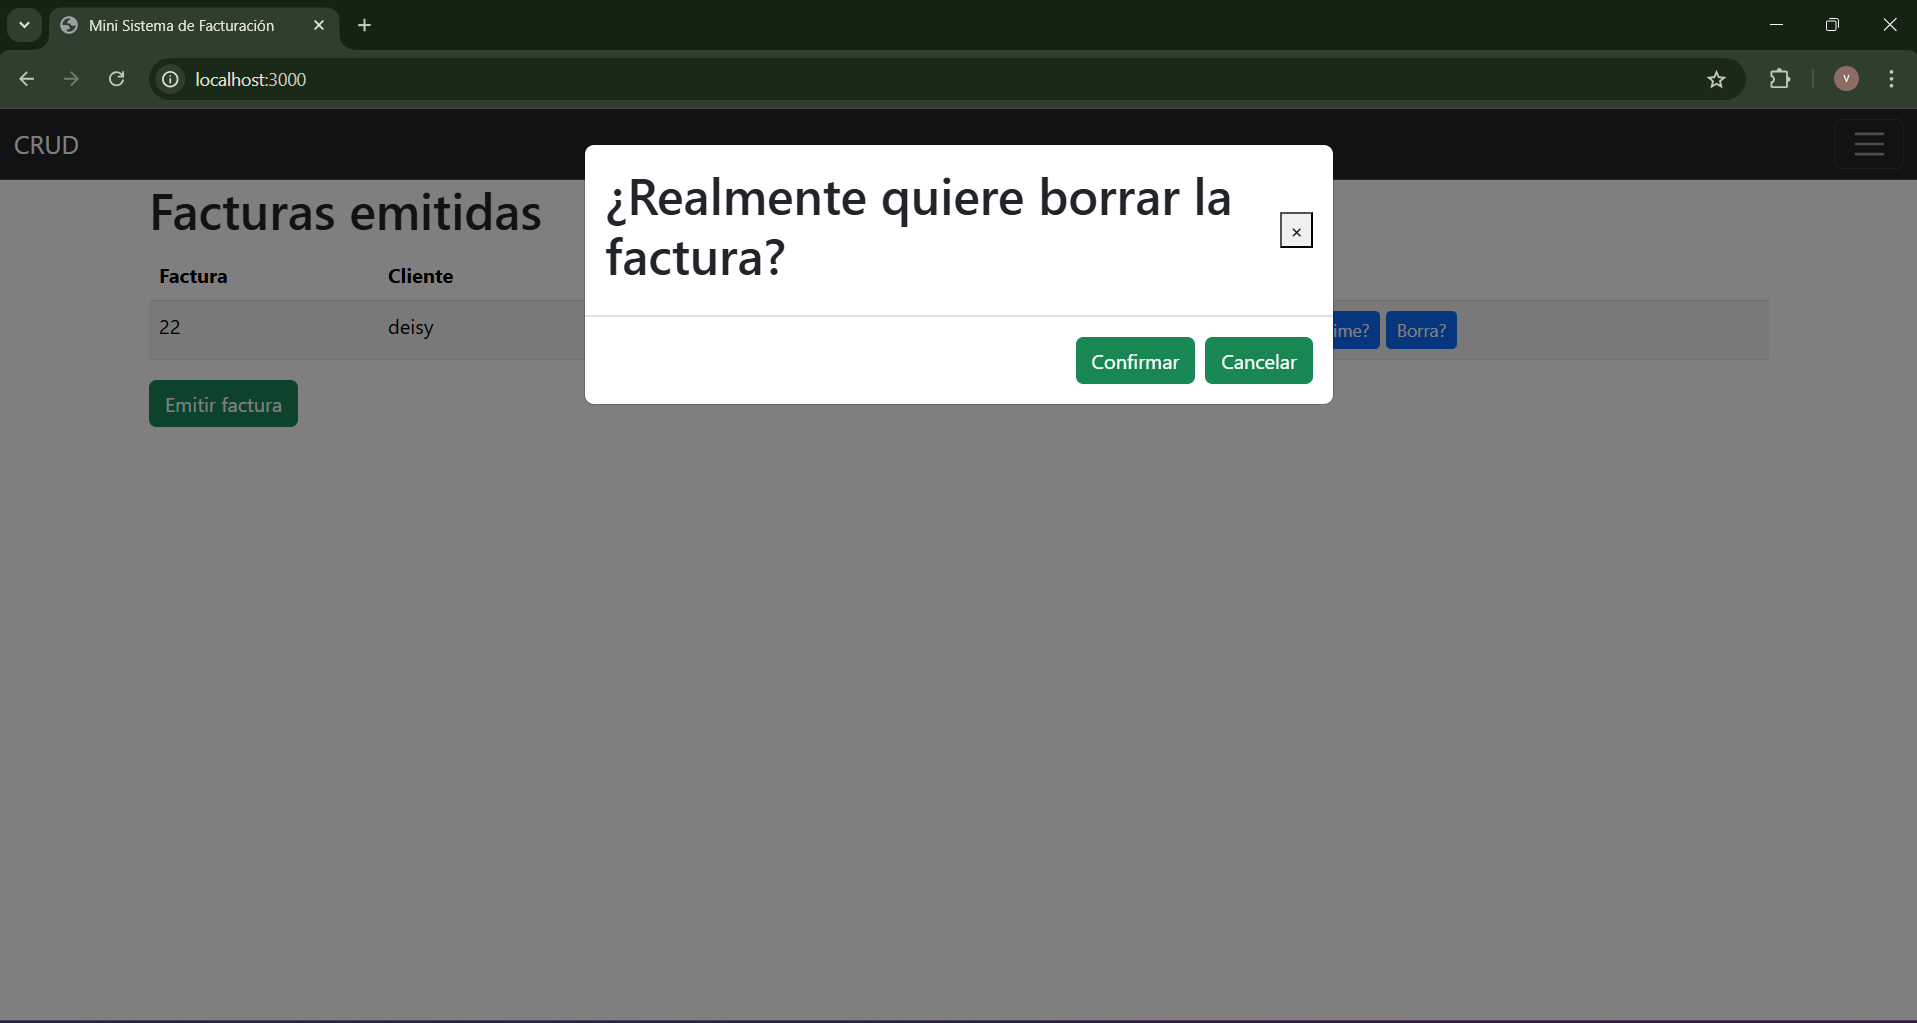 Mini Sistema de Facturación
localhost:3000
V
CRUD
¿Realmente quiere borrar la
factura?
×
Facturas emitidas
Factura Cliente
22 deisy ime? Borra?
Confirmar Cancelar
Emitir factura